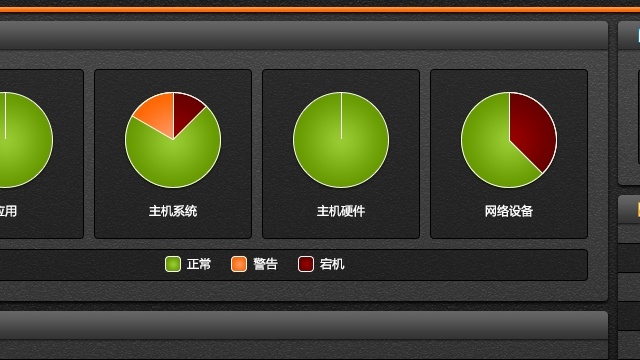 应用
主机系统
主机硬件
网络设备
正常 警告 宕机